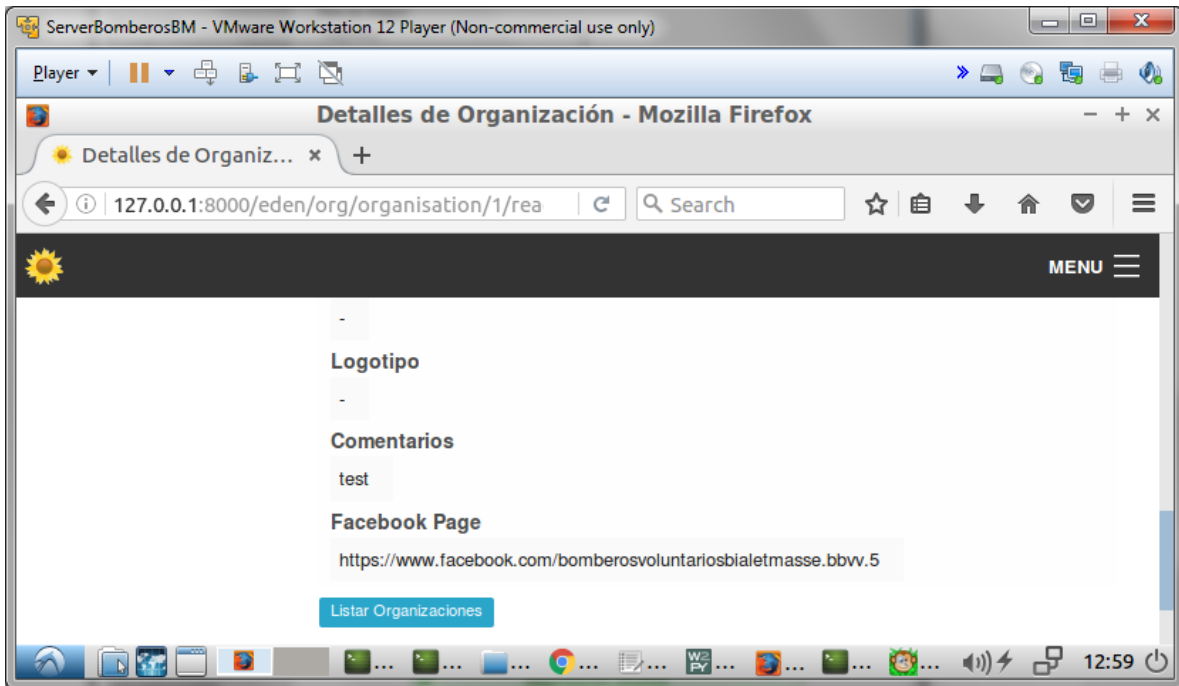 ServerBomberosBM - VMware Workstation 12 Player (Non-commercial use only)
Player
Detalles de Organización - Mozilla Firefox
Detalles de Organiz...
127.0.0.1:8000/eden/org/organisation/1/rea
Search
MENU
-
Logotipo
-
Comentarios
test
Facebook Page
https://www.facebook.com/bomberosvoluntariosbialetmasse.bbvv.5
Listar Organizaciones
... ... ... ... ... W2PY ... ... ... ... 12:59